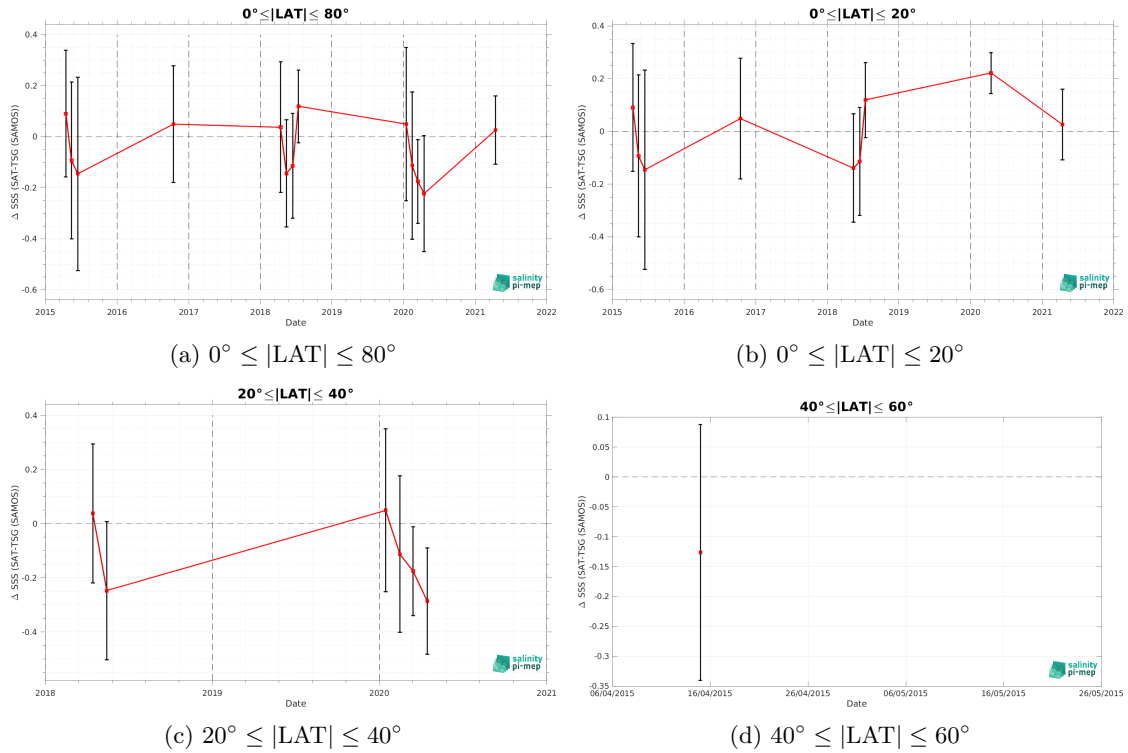 0°≤|LAT|≤ 80°
Δ SSS (SAT-TSG (SAMOS))
0.4
0.2
0
-0.2
-0.4
-0.6
2015 2016 2017 2018 2019 2020 2021 2022
Date
salinity
pi-mep
(a) 0° ≤ |LAT| ≤ 80°
0°≤|LAT|≤ 20°
Δ SSS (SAT-TSG (SAMOS))
0.4
0.2
0
-0.2
-0.4
-0.6
2015 2016 2017 2018 2019 2020 2021 2022
Date
salinity
pi-mep
(b) 0° ≤ |LAT| ≤ 20°
20°≤|LAT|≤ 40°
Δ SSS (SAT-TSG (SAMOS))
0.4
0.2
0
-0.2
-0.4
2018 2019 2020 2021
Date
salinity
pi-mep
(c) 20° ≤ |LAT| ≤ 40°
40°≤|LAT|≤ 60°
Δ SSS (SAT-TSG (SAMOS))
0.1
0.05
0
-0.05
-0.1
-0.15
-0.2
-0.25
-0.3
-0.35
06/04/2015 16/04/2015 26/04/2015 06/05/2015 16/05/2015 26/05/2015
Date
salinity
pi-mep
(d) 40° ≤ |LAT| ≤ 60°